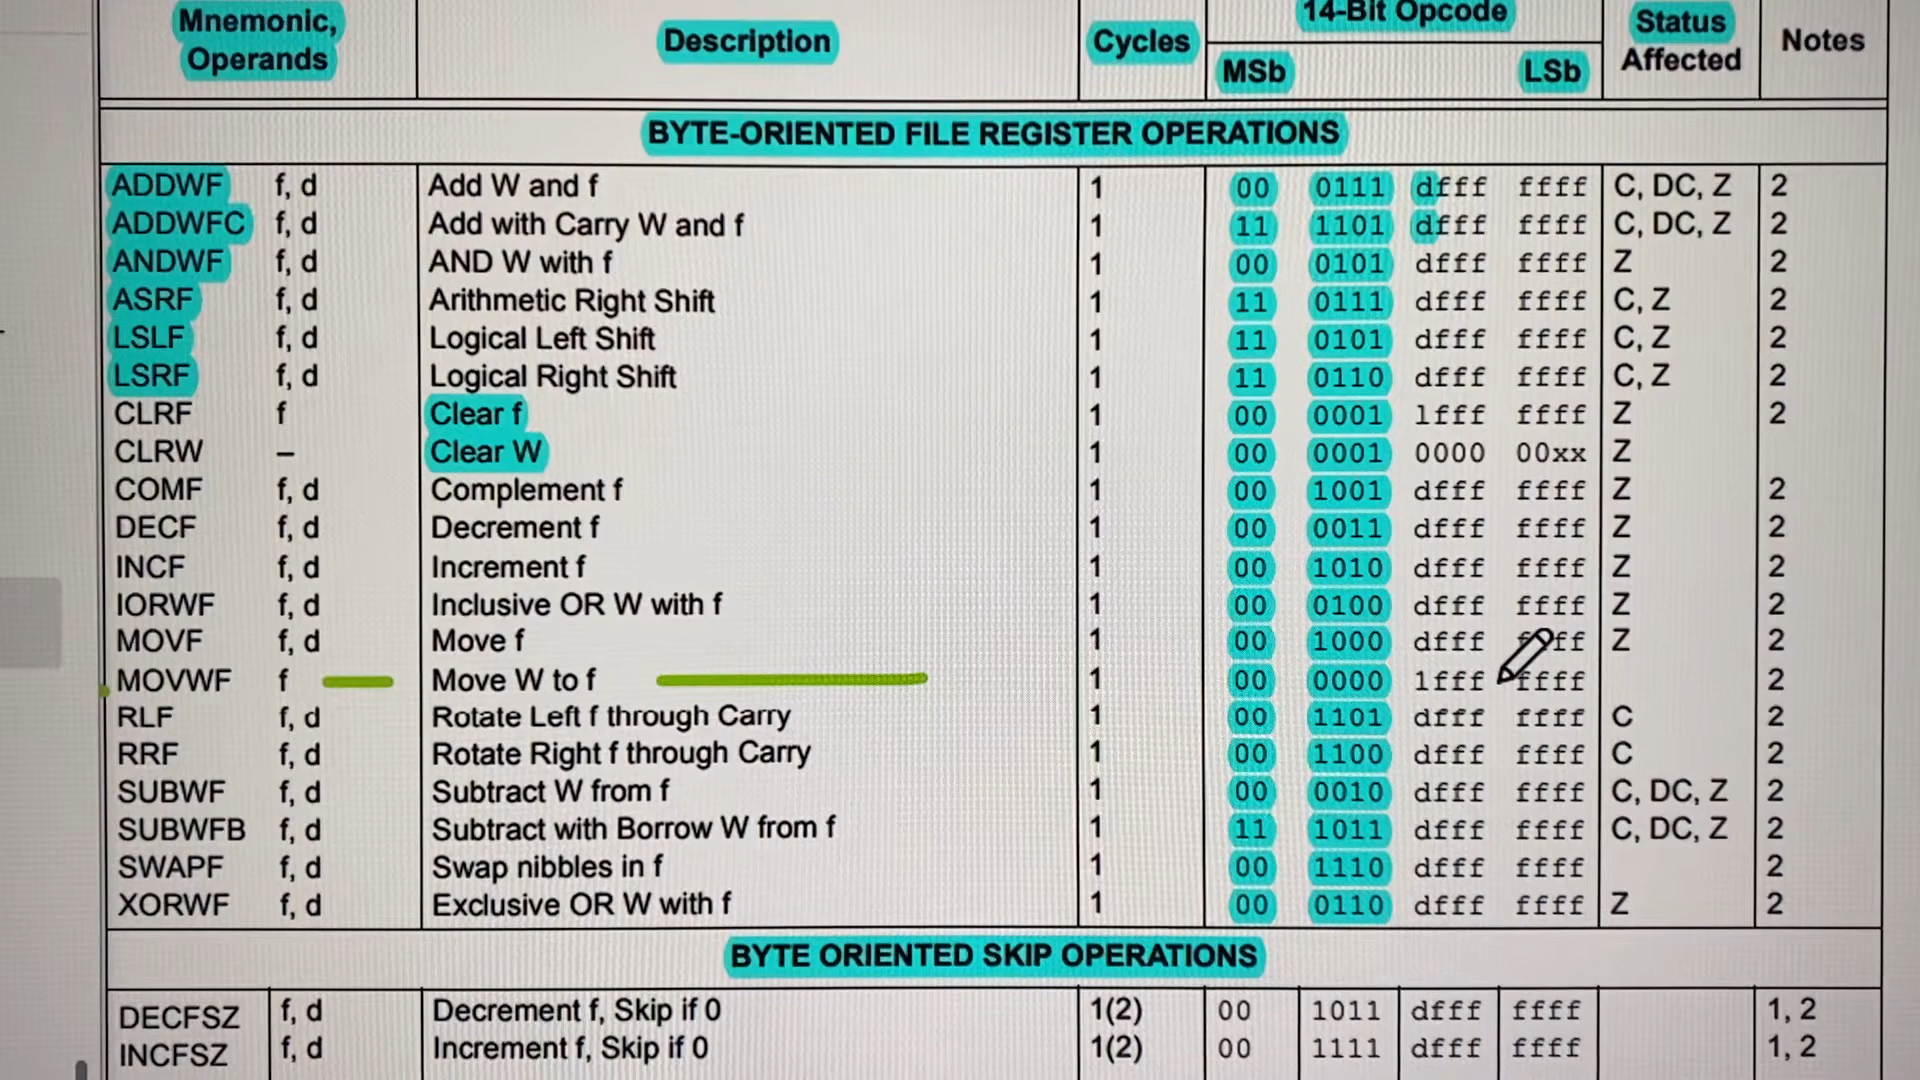 Mnemonic, Operands Description Cycles 14-Bit Opcode Status Affected Notes
MSb LSb
BYTE-ORIENTED FILE REGISTER OPERATIONS
ADDWF f, d Add W and f 1 00 0111 dfff ffff C, DC, Z 2
ADDWFC f, d Add with Carry W and f 1 11 1101 dfff ffff C, DC, Z 2
ANDWF f, d AND W with f 1 00 0101 dfff ffff Z 2
ASRF f, d Arithmetic Right Shift 1 11 0111 dfff ffff C, Z 2
LSLF f, d Logical Left Shift 1 11 0101 dfff ffff C, Z 2
LSRF f, d Logical Right Shift 1 11 0110 dfff ffff C, Z 2
CLRF f Clear f 1 00 0001 1fff ffff Z 2
CLRW – Clear W 1 00 0001 0000 00xx Z
COMF f, d Complement f 1 00 1001 dfff ffff Z 2
DECF f, d Decrement f 1 00 0011 dfff ffff Z 2
INCF f, d Increment f 1 00 1010 dfff ffff Z 2
IORWF f, d Inclusive OR W with f 1 00 0100 dfff ffff Z 2
MOVF f, d Move f 1 00 1000 dfff ffff Z 2
MOVWF f Move W to f 1 00 0000 1fff ffff 2
RLF f, d Rotate Left f through Carry 1 00 1101 dfff ffff C 2
RRF f, d Rotate Right f through Carry 1 00 1100 dfff ffff C 2
SUBWF f, d Subtract W from f 1 00 0010 dfff ffff C, DC, Z 2
SUBWFB f, d Subtract with Borrow W from f 1 11 1011 dfff ffff C, DC, Z 2
SWAPF f, d Swap nibbles in f 1 00 1110 dfff ffff 2
XORWF f, d Exclusive OR W with f 1 00 0110 dfff ffff Z 2
BYTE ORIENTED SKIP OPERATIONS
DECFSZ f, d Decrement f, Skip if 0 1(2) 00 1011 dfff ffff 1, 2
INCFSZ f, d Increment f, Skip if 0 1(2) 00 1111 dfff ffff 1, 2